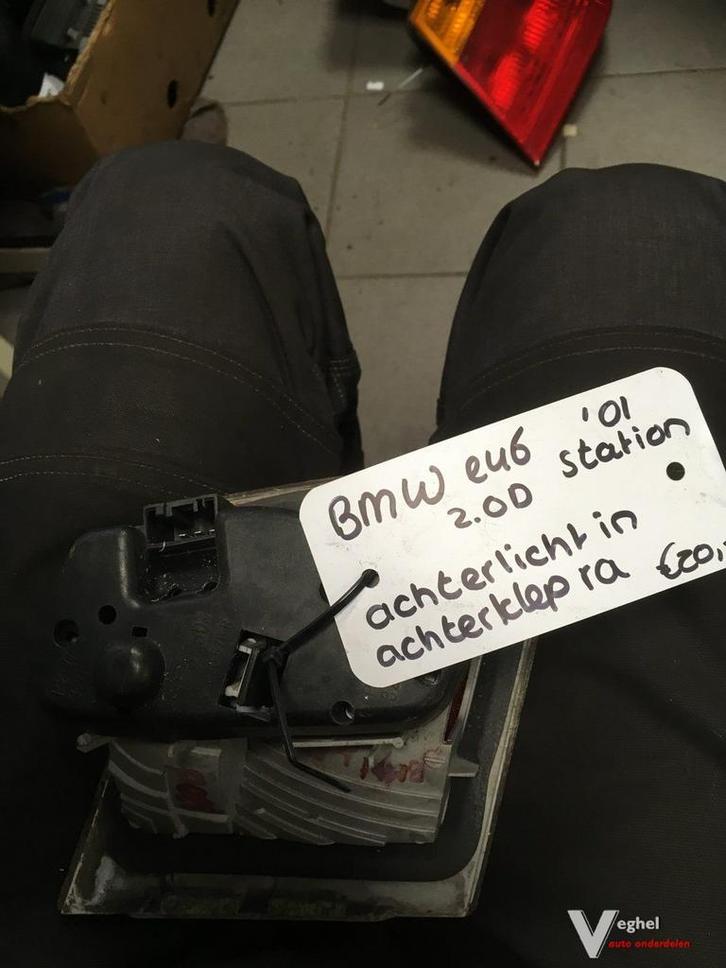 BMW e46 '01
2.0D station
achterlicht in
achterklep ra €20,
Veghel
auto onderdelen